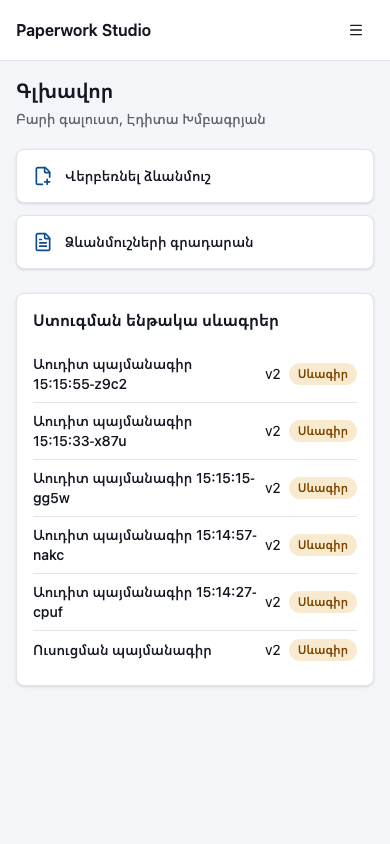 Paperwork Studio
Գլխավոր
Բարի գալուստ, Էդիտա Խմբագրյան
Վերբեռնել ձևանմուշ
Ձևանմուշների գրադարան
Ստուգման ենթակա սևագրեր
Աուդիտ պայմանագիր
15:15:55-z9c2
v2 Սևագիր
Աուդիտ պայմանագիր
15:15:33-x87u
v2 Սևագիր
Աուդիտ պայմանագիր 15:15:15-
gg5w
v2 Սևագիր
Աուդիտ պայմանագիր 15:14:57-
nakc
v2 Սևագիր
Աուդիտ պայմանագիր 15:14:27-
cpuf
v2 Սևագիր
Ուսուցման պայմանագիր v2 Սևագիր